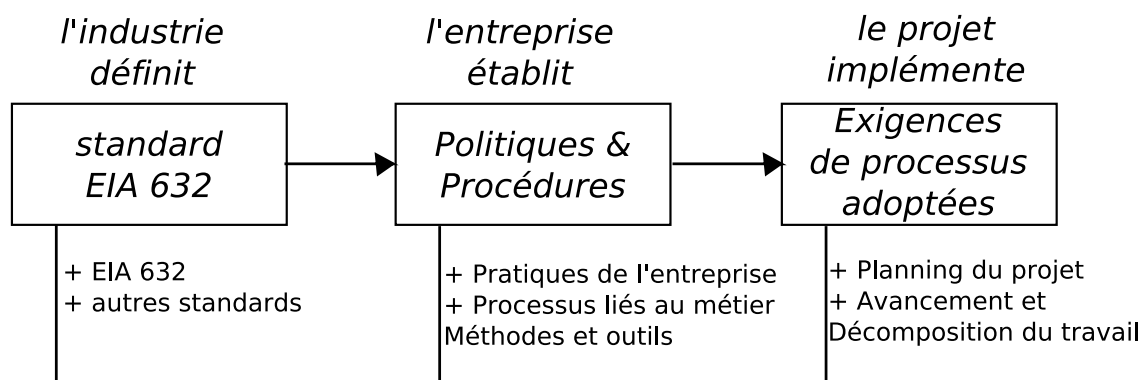 l'industrie
définit
standard
EIA 632
+ EIA 632
+ autres standards
l'entreprise
établit
Politiques &
Procédures
+ Pratiques de l'entreprise
+ Processus liés au métier
Méthodes et outils
le projet
implémente
Exigences
de processus
adoptées
+ Planning du projet
+ Avancement et
Décomposition du travail